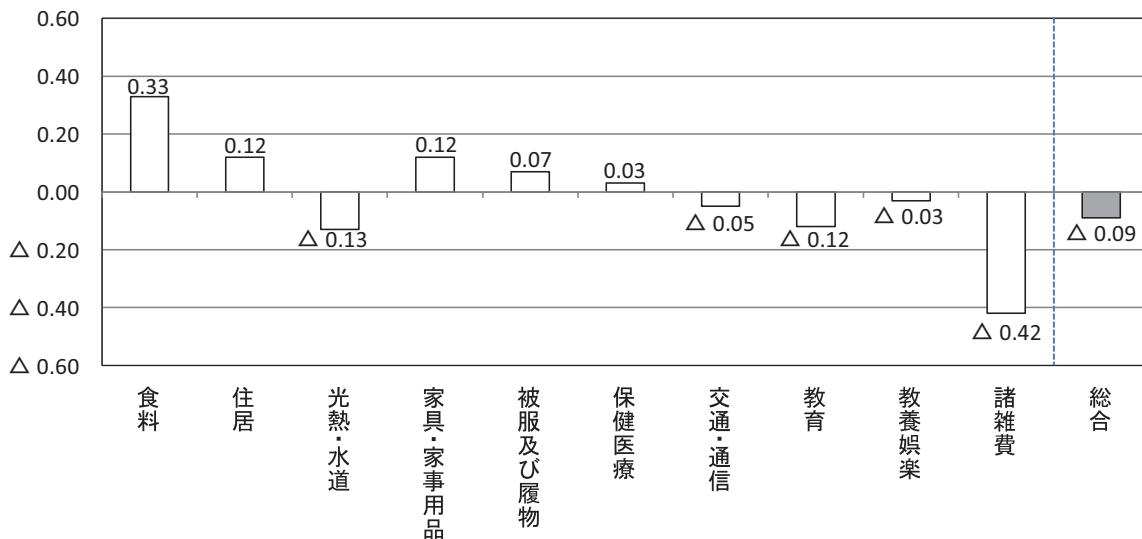 0.60
0.40
0.20
0.00
△ 0.20
△ 0.40
△ 0.60
0.33
0.12
△ 0.13
0.12
0.07
0.03
△ 0.05
△ 0.12
△ 0.03
△ 0.42
△ 0.09
食料
住居
光熱・水道
家具・家事用品
被服及び履物
保健医療
交通・通信
教育
教養娯楽
諸雑費
総合